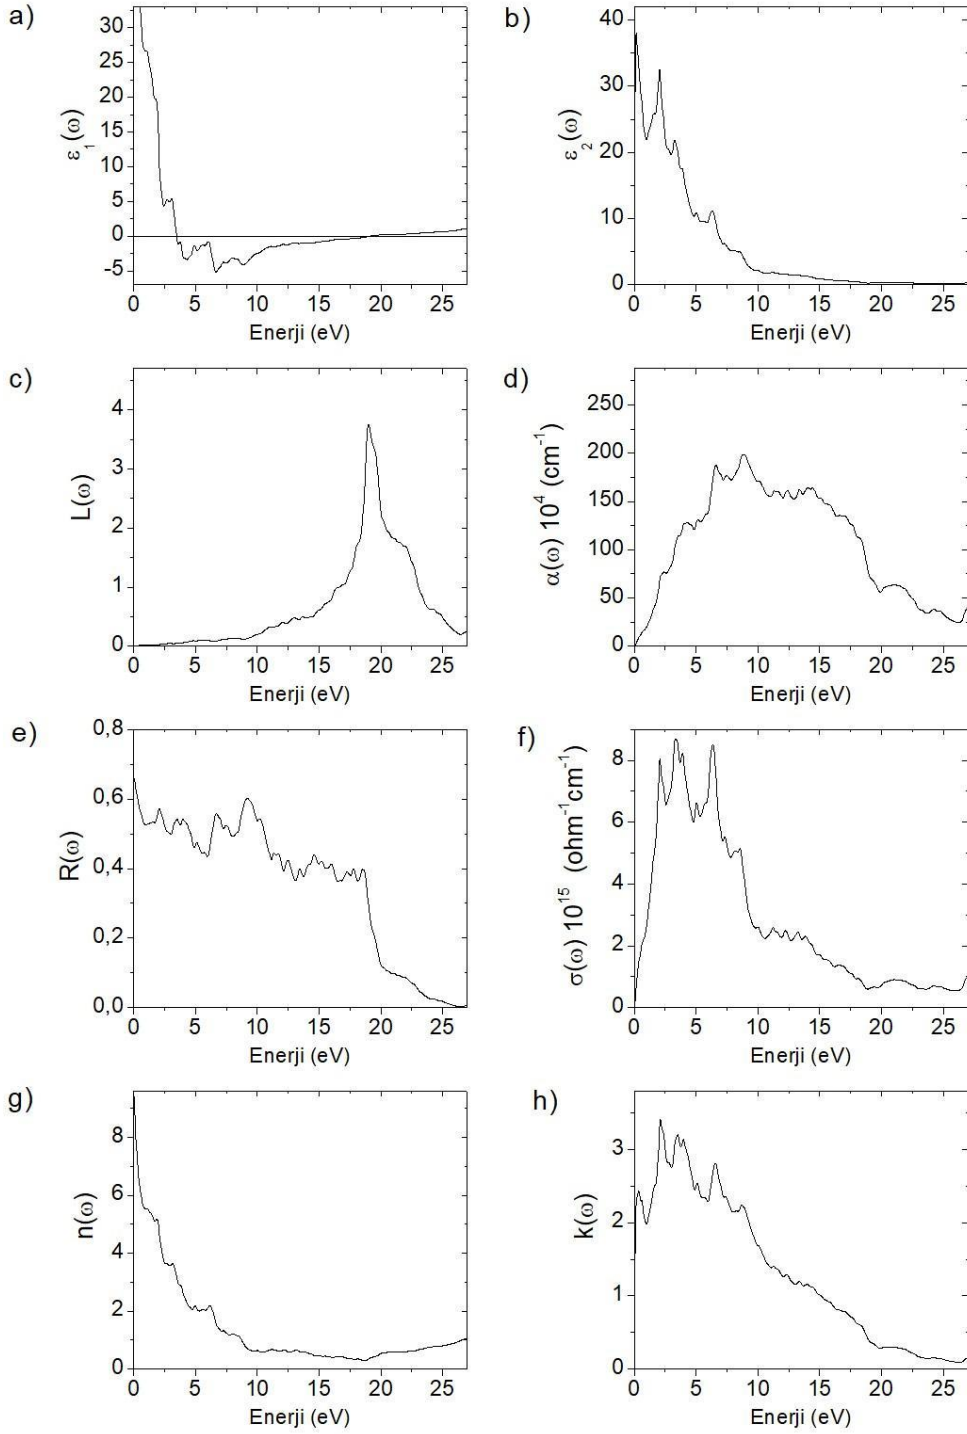 a)
30
25
20
15
10
5
0
-5
ε₁(ω)
0 5 10 15 20 25
Enerji (eV)
b)
40
30
20
10
0
ε₂(ω)
0 5 10 15 20 25
Enerji (eV)
c)
4
3
2
1
0
L(ω)
0 5 10 15 20 25
Enerji (eV)
d)
250
200
150
100
50
0
α(ω) 10⁴ (cm⁻¹)
0 5 10 15 20 25
Enerji (eV)
e)
0.8
0.6
0.4
0,2
0,0
R(ω)
0 5 10 15 20 25
Enerji (eV)
f)
8
6
4
2
0
σ(ω) 10¹⁵ (ohm⁻¹cm⁻¹)
0 5 10 15 20 25
Enerji (eV)
g)
8
6
4
2
0
n(ω)
0 5 10 15 20 25
Enerji (eV)
h)
3
2
1
0
k(ω)
0 5 10 15 20 25
Enerji (eV)